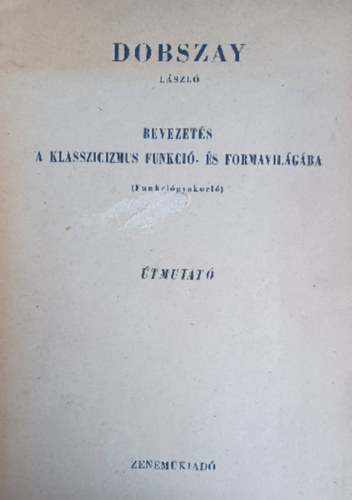 DOBSZAY
LÁSZLÓ
BEVEZETÉS
A KLASSZICIZMUS FUNKCIÓ- ÉS FORMAVILÁGÁBA
(Funkciógyakorló)
ÚTMUTATÓ
ZENEMŰKIADÓ